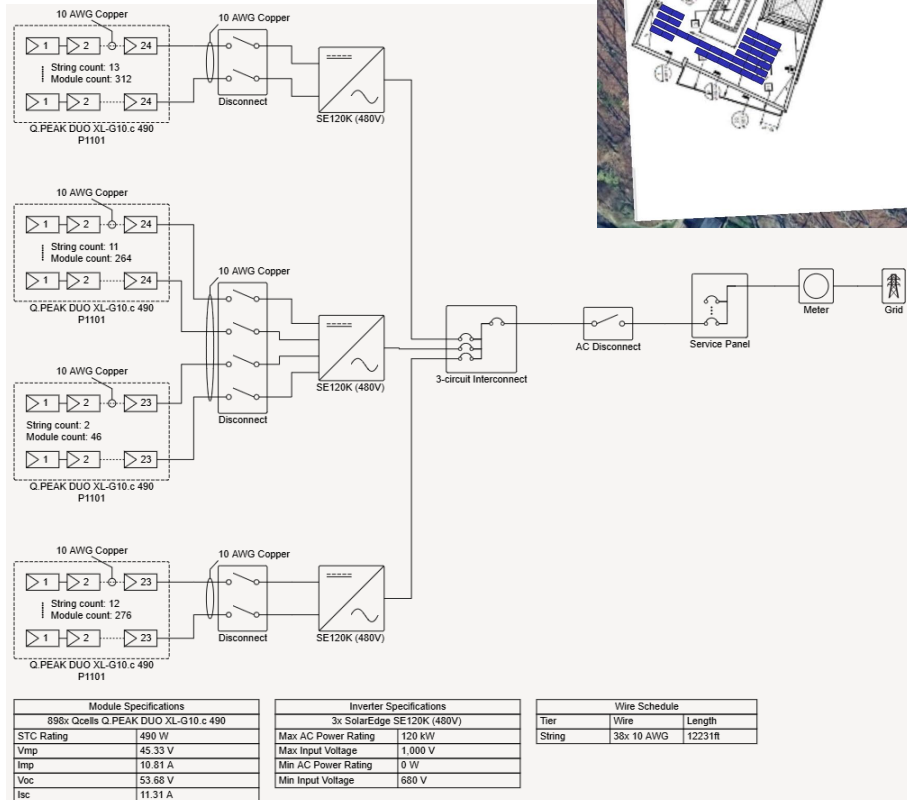 10 AWG Copper
10 AWG Copper
1 2 24
String count: 13
Module count: 312
1 2 24
Disconnect
SE120K (480V)
Q.PEAK DUO XL-G10.c 490
P1101
10 AWG Copper
1 2 24
String count: 11
Module count: 264
1 2 24
10 AWG Copper
Q.PEAK DUO XL-G10.c 490
P1101
SE120K (480V)
3-circuit Interconnect
AC Disconnect
Service Panel
Meter
Grid
10 AWG Copper
1 2 23
String count: 2
Module count: 46
1 2 23
Disconnect
Q.PEAK DUO XL-G10.c 490
P1101
10 AWG Copper
10 AWG Copper
1 2 23
String count: 12
Module count: 276
1 2 23
Disconnect
SE120K (480V)
Q.PEAK DUO XL-G10.c 490
P1101
Module Specifications
898x Qcells Q.PEAK DUO XL-G10.c 490
STC Rating 490 W
Vmp 45.33 V
Imp 10.81 A
Voc 53.68 V
Isc 11.31 A
Inverter Specifications
3x SolarEdge SE120K (480V)
Max AC Power Rating 120 kW
Max Input Voltage 1,000 V
Min AC Power Rating 0 W
Min Input Voltage 680 V
Wire Schedule
Tier Wire Length
String 38x 10 AWG 12231ft